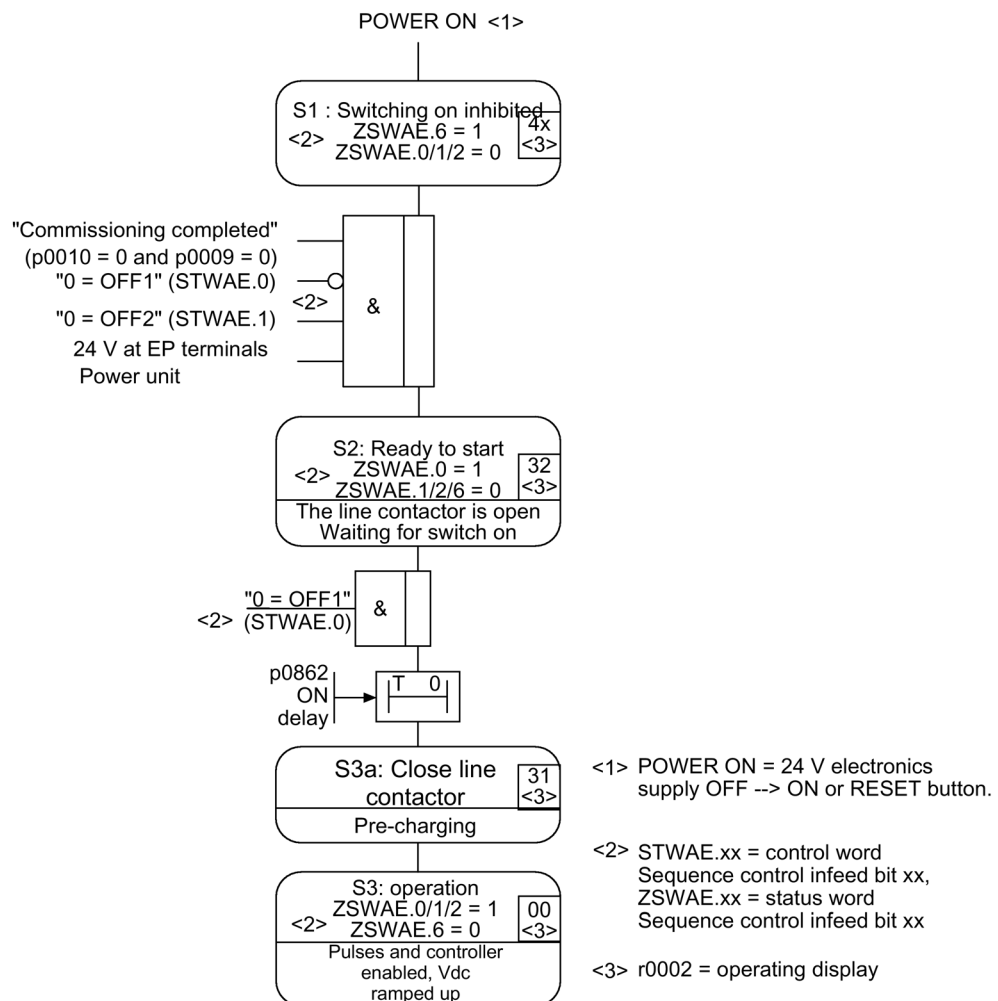 POWER ON <1>
S1 : Switching on inhibited
<2>
ZSWAE.6 = 1
ZSWAE.0/1/2 = 0
4x
<3>
"Commissioning completed"
(p0010 = 0 and p0009 = 0)
"0 = OFF1" (STWAE.0)
<2>
"0 = OFF2" (STWAE.1)
24 V at EP terminals
Power unit
&
S2: Ready to start
<2>
ZSWAE.0 = 1
ZSWAE.1/2/6 = 0
32
<3>
The line contactor is open
Waiting for switch on
"0 = OFF1"
<2> (STWAE.0)
&
p0862
ON
delay
T 0
S3a: Close line
contactor
31
<3>
Pre-charging
S3: operation
<2>
ZSWAE.0/1/2 = 1
ZSWAE.6 = 0
00
<3>
Pulses and controller
enabled, Vdc
ramped up
<1> POWER ON = 24 V electronics
supply OFF --> ON or RESET button.
<2> STWAE.xx = control word
Sequence control infeed bit xx,
ZSWAE.xx = status word
Sequence control infeed bit xx
<3> r0002 = operating display